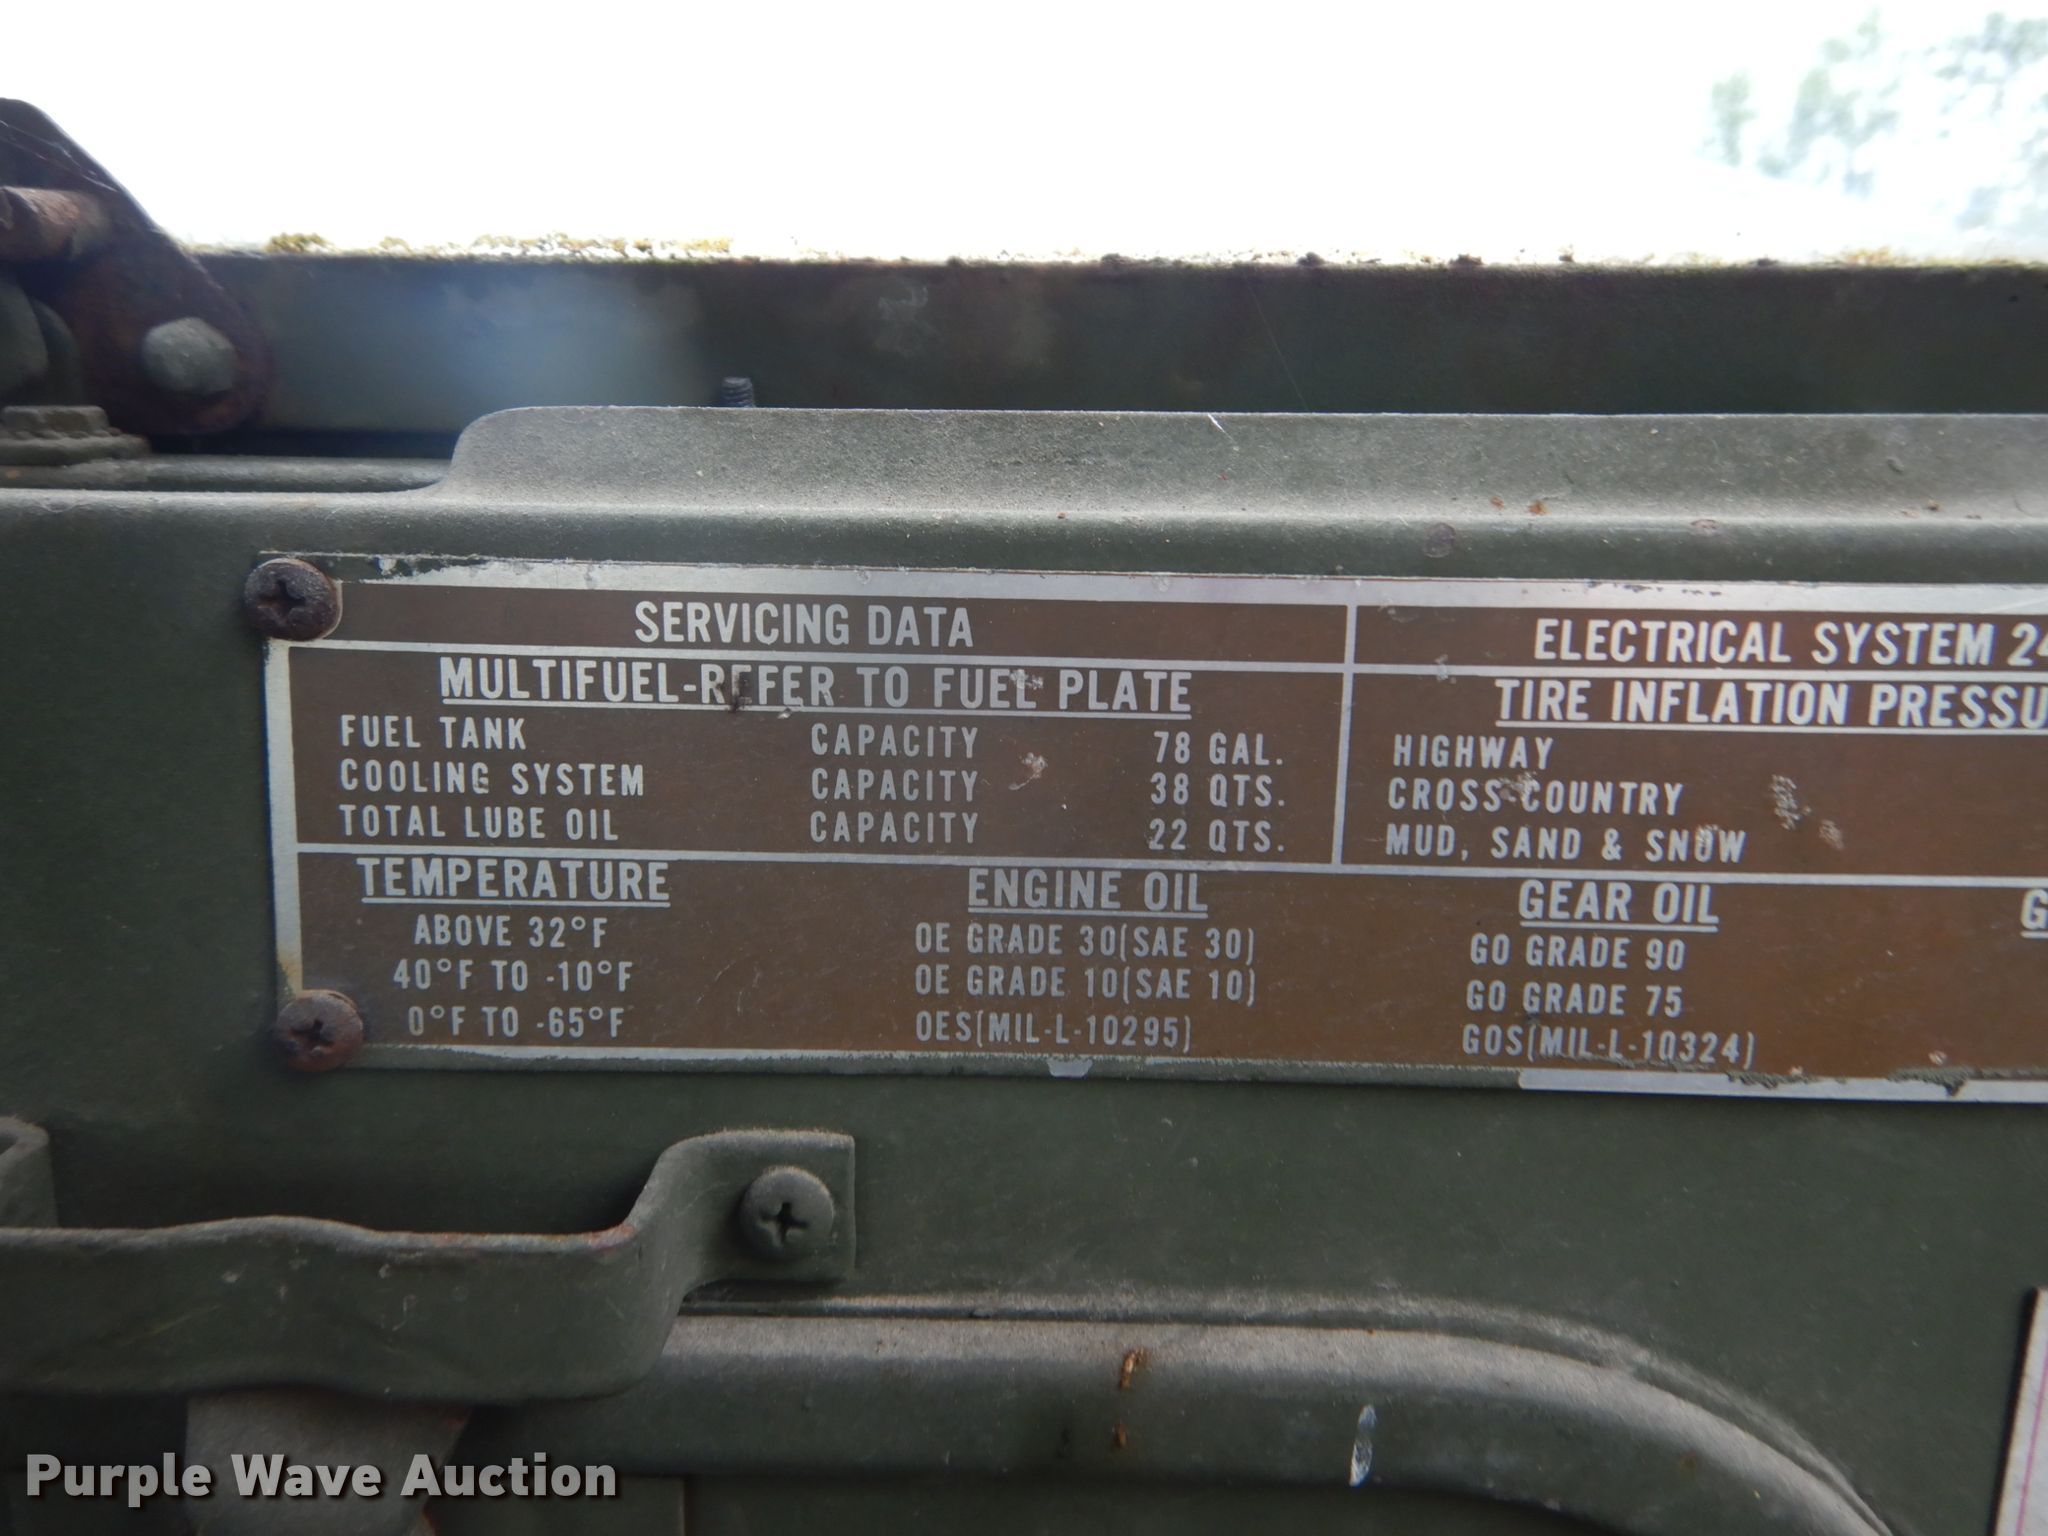 SERVICING DATA
MULTIFUEL-REFER TO FUEL PLATE
FUEL TANK CAPACITY 78 GAL.
COOLING SYSTEM CAPACITY 38 QTS.
TOTAL LUBE OIL CAPACITY 22 QTS.
ELECTRICAL SYSTEM 24
TIRE INFLATION PRESSU
HIGHWAY
CROSS-COUNTRY
MUD, SAND & SNOW
TEMPERATURE ENGINE OIL GEAR OIL G
ABOVE 32°F OE GRADE 30(SAE 30) GO GRADE 90
40°F TO -10°F OE GRADE 10(SAE 10) GO GRADE 75
0°F TO -65°F OES(MIL-L-10295) GOS(MIL-L-10324)
Purple Wave Auction